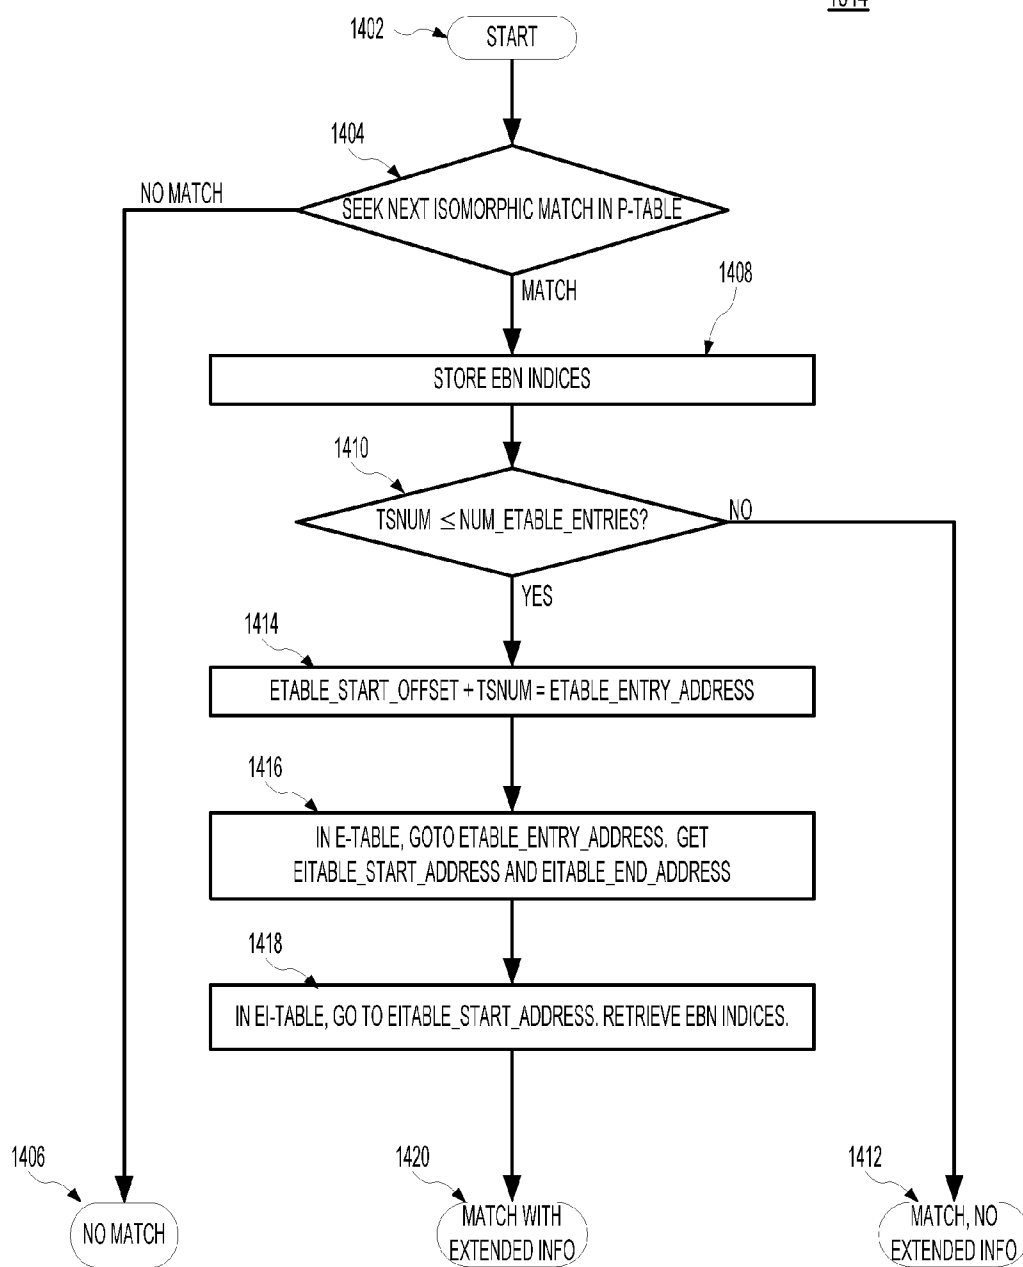 1402
START
1404
NO MATCH
SEEK NEXT ISOMORPHIC MATCH IN P-TABLE
MATCH
1408
STORE EBN INDICES
1410
TSNUM ≤ NUM_ETABLE_ENTRIES?
NO
YES
1414
ETABLE_START_OFFSET + TSNUM = ETABLE_ENTRY_ADDRESS
1416
IN E-TABLE, GOTO ETABLE_ENTRY_ADDRESS. GET
EITABLE_START_ADDRESS AND EITABLE_END_ADDRESS
1418
IN EI-TABLE, GO TO EITABLE_START_ADDRESS. RETRIEVE EBN INDICES.
1406
NO MATCH
1420
MATCH WITH
EXTENDED INFO
1412
MATCH, NO
EXTENDED INFO